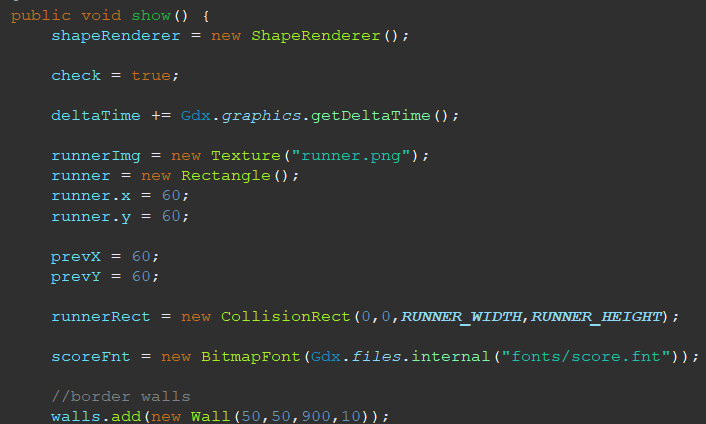 public void show() {
shapeRenderer = new ShapeRenderer();
check = true;
deltaTime += Gdx.graphics.getDeltaTime();
runnerImg = new Texture("runner.png");
runner = new Rectangle();
runner.x = 60;
runner.y = 60;
prevX = 60;
prevY = 60;
runnerRect = new CollisionRect(0,0,RUNNER_WIDTH,RUNNER_HEIGHT);
scoreFnt = new BitmapFont(Gdx.files.internal("fonts/score.fnt"));
//border walls
walls.add(new Wall(50,50,900,10));